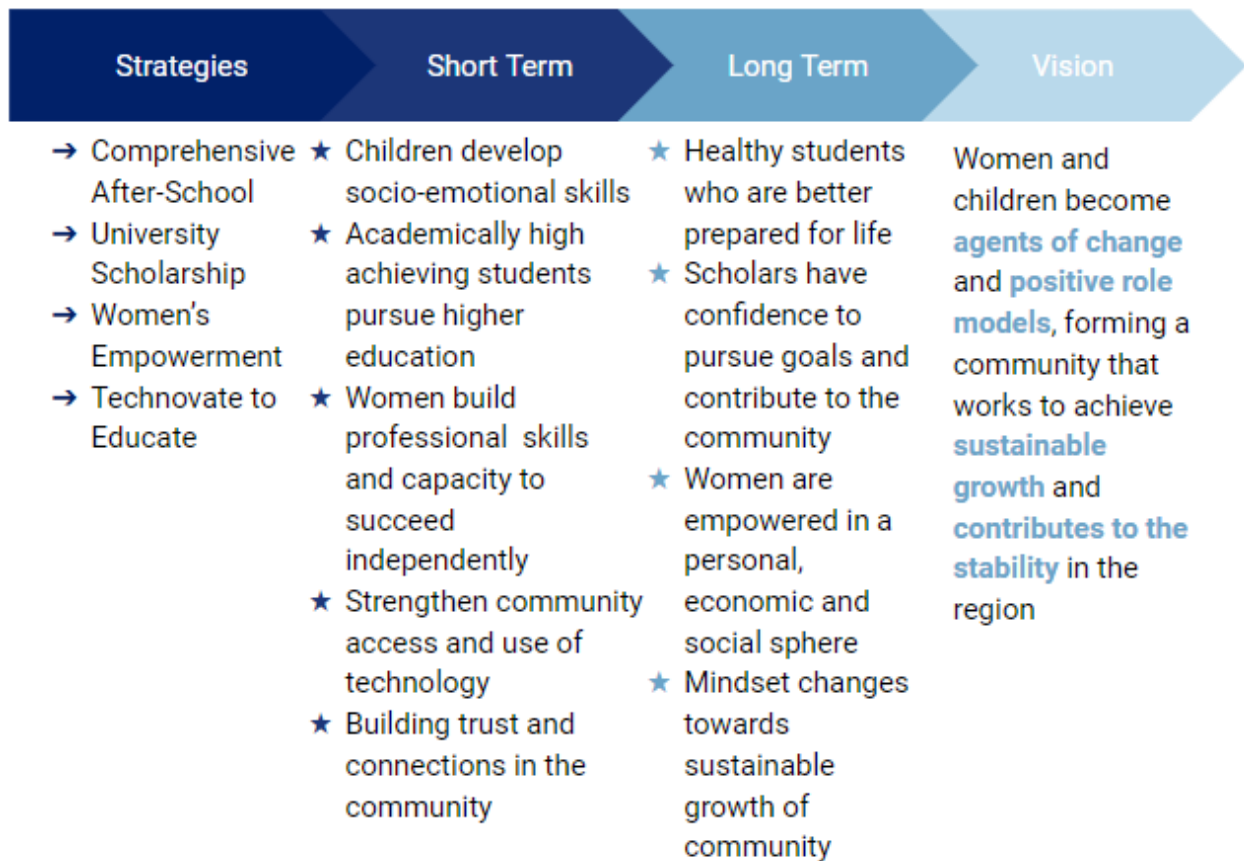 Strategies
Short Term
Long Term
Vision
➔ Comprehensive
After-School
➔ University
Scholarship
➔ Women’s
Empowerment
➔ Technovate to
Educate
★ Children develop
socio-emotional skills
★ Academically high
achieving students
pursue higher
education
★ Women build
professional skills
and capacity to
succeed
independently
★ Strengthen community
access and use of
technology
★ Building trust and
connections in the
community
★ Healthy students
who are better
prepared for life
★ Scholars have
confidence to
pursue goals and
contribute to the
community
★ Women are
empowered in a
personal,
economic and
social sphere
★ Mindset changes
towards
sustainable
growth of
community
Women and
children become
agents of change
and positive role
models, forming a
community that
works to achieve
sustainable
growth and
contributes to the
stability in the
region